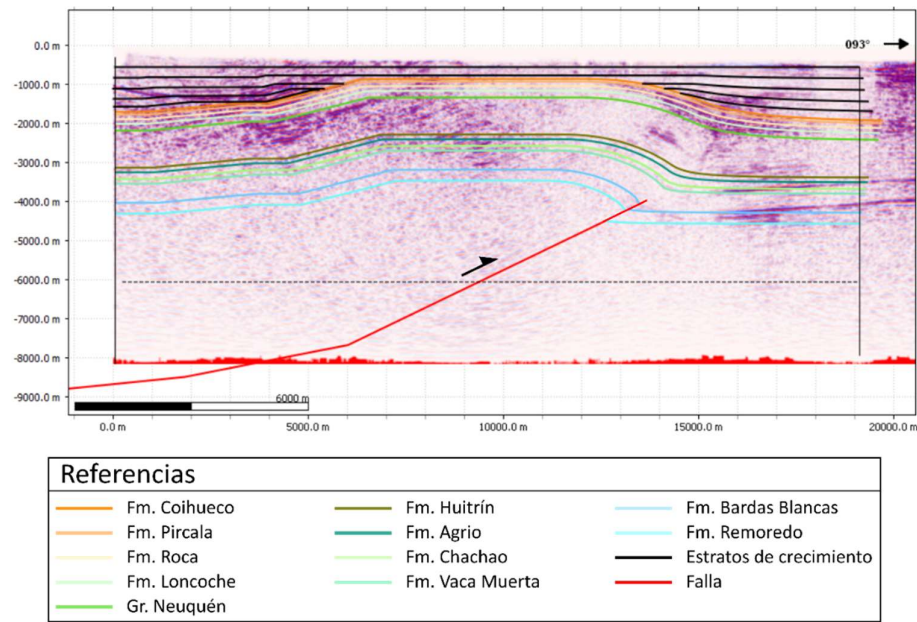 093°
0.0 m
-1000.0 m
-2000.0 m
-3000.0 m
-4000.0 m
-5000.0 m
-6000.0 m
-7000.0 m
-8000.0 m
-9000.0 m
6000 m
0.0 m 5000.0 m 10000.0 m 15000.0 m 20000.0 m
Referencias
Fm. Coihueco Fm. Huitrín Fm. Bardas Blancas
Fm. Pircala Fm. Agrio Fm. Remoredo
Fm. Roca Fm. Chachao Estratos de crecimiento
Fm. Loncoche Fm. Vaca Muerta Falla
Gr. Neuquén